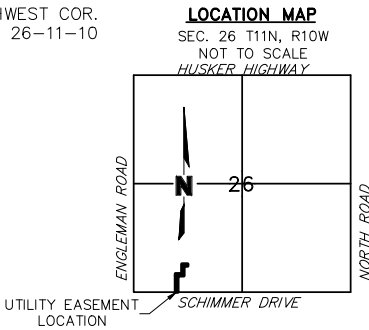 HWEST COR.
26-11-10
LOCATION MAP
SEC. 26 T11N, R10W
NOT TO SCALE
HUSKER HIGHWAY
ENGLEMAN ROAD
N
26
NORTH ROAD
UTILITY EASEMENT
LOCATION
SCHIMMER DRIVE